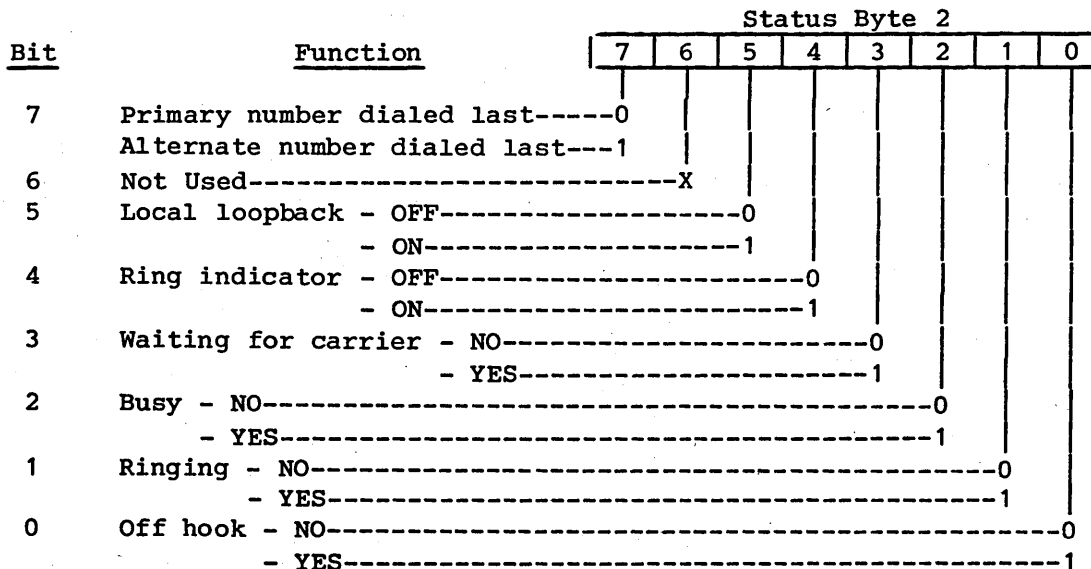 Status Byte 2
Bit Function 7 6 5 4 3 2 1 0
7 Primary number dialed last-----0
Alternate number dialed last---1
6 Not Used----------------------------X
5 Local loopback - OFF--------------------0
- ON---------------------1
4 Ring indicator - OFF------------------------0
- ON-------------------------1
3 Waiting for carrier - NO------------------------0
- YES-----------------------1
2 Busy - NO-------------------------------------------0
- YES------------------------------------------1
1 Ringing - NO--------------------------------------------0
- YES-------------------------------------------1
0 Off hook - NO-----------------------------------------------0
- YES----------------------------------------------1